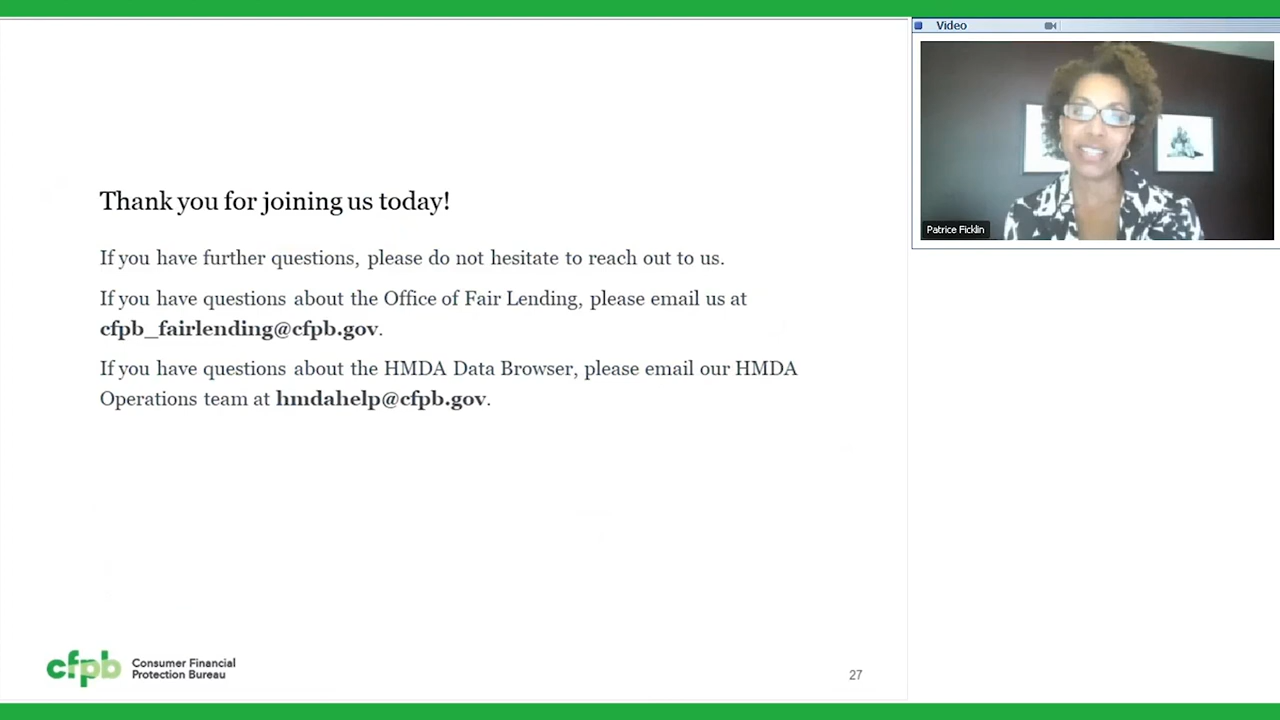 Video
Patrice Ficklin
Thank you for joining us today!
If you have further questions, please do not hesitate to reach out to us.
If you have questions about the Office of Fair Lending, please email us at
cfpb_fairlending@cfpb.gov.
If you have questions about the HMDA Data Browser, please email our HMDA
Operations team at hmdahelp@cfpb.gov.
cfpb
Consumer Financial
Protection Bureau
27